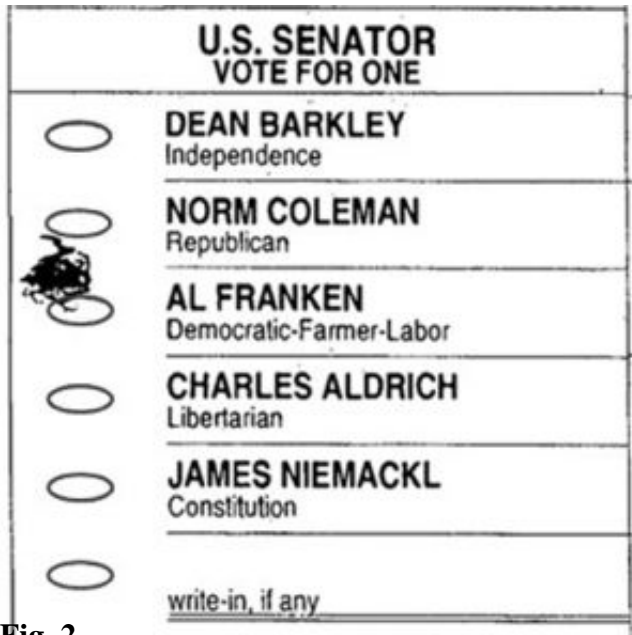 U.S. SENATOR
VOTE FOR ONE
DEAN BARKLEY
Independence
NORM COLEMAN
Republican
AL FRANKEN
Democratic-Farmer-Labor
CHARLES ALDRICH
Libertarian
JAMES NIEMACKL
Constitution
write-in, if any
Fig. 2